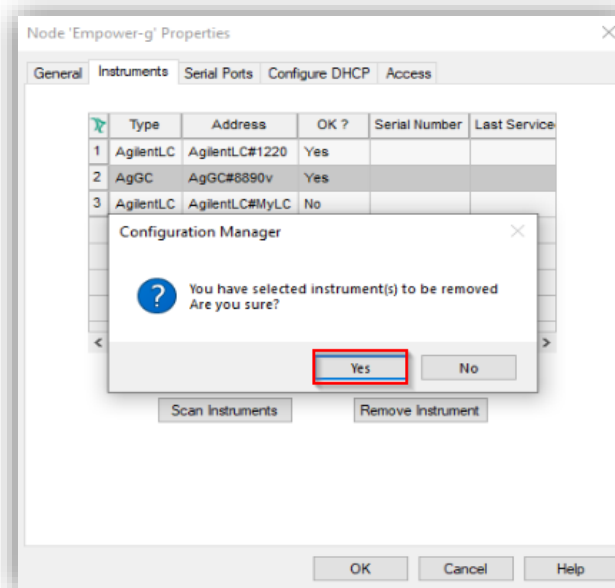 Node 'Empower-g' Properties
General Instruments Serial Ports Configure DHCP Access
Type Address OK ? Serial Number Last Service
1 AgilentLC AgilentLC#1220 Yes
2 AgGC AgGC#8890v Yes
3 AgilentLC AgilentLC#MyLC No
Configuration Manager
You have selected instrument(s) to be removed
Are you sure?
Yes No
Scan Instruments Remove Instrument
OK Cancel Help